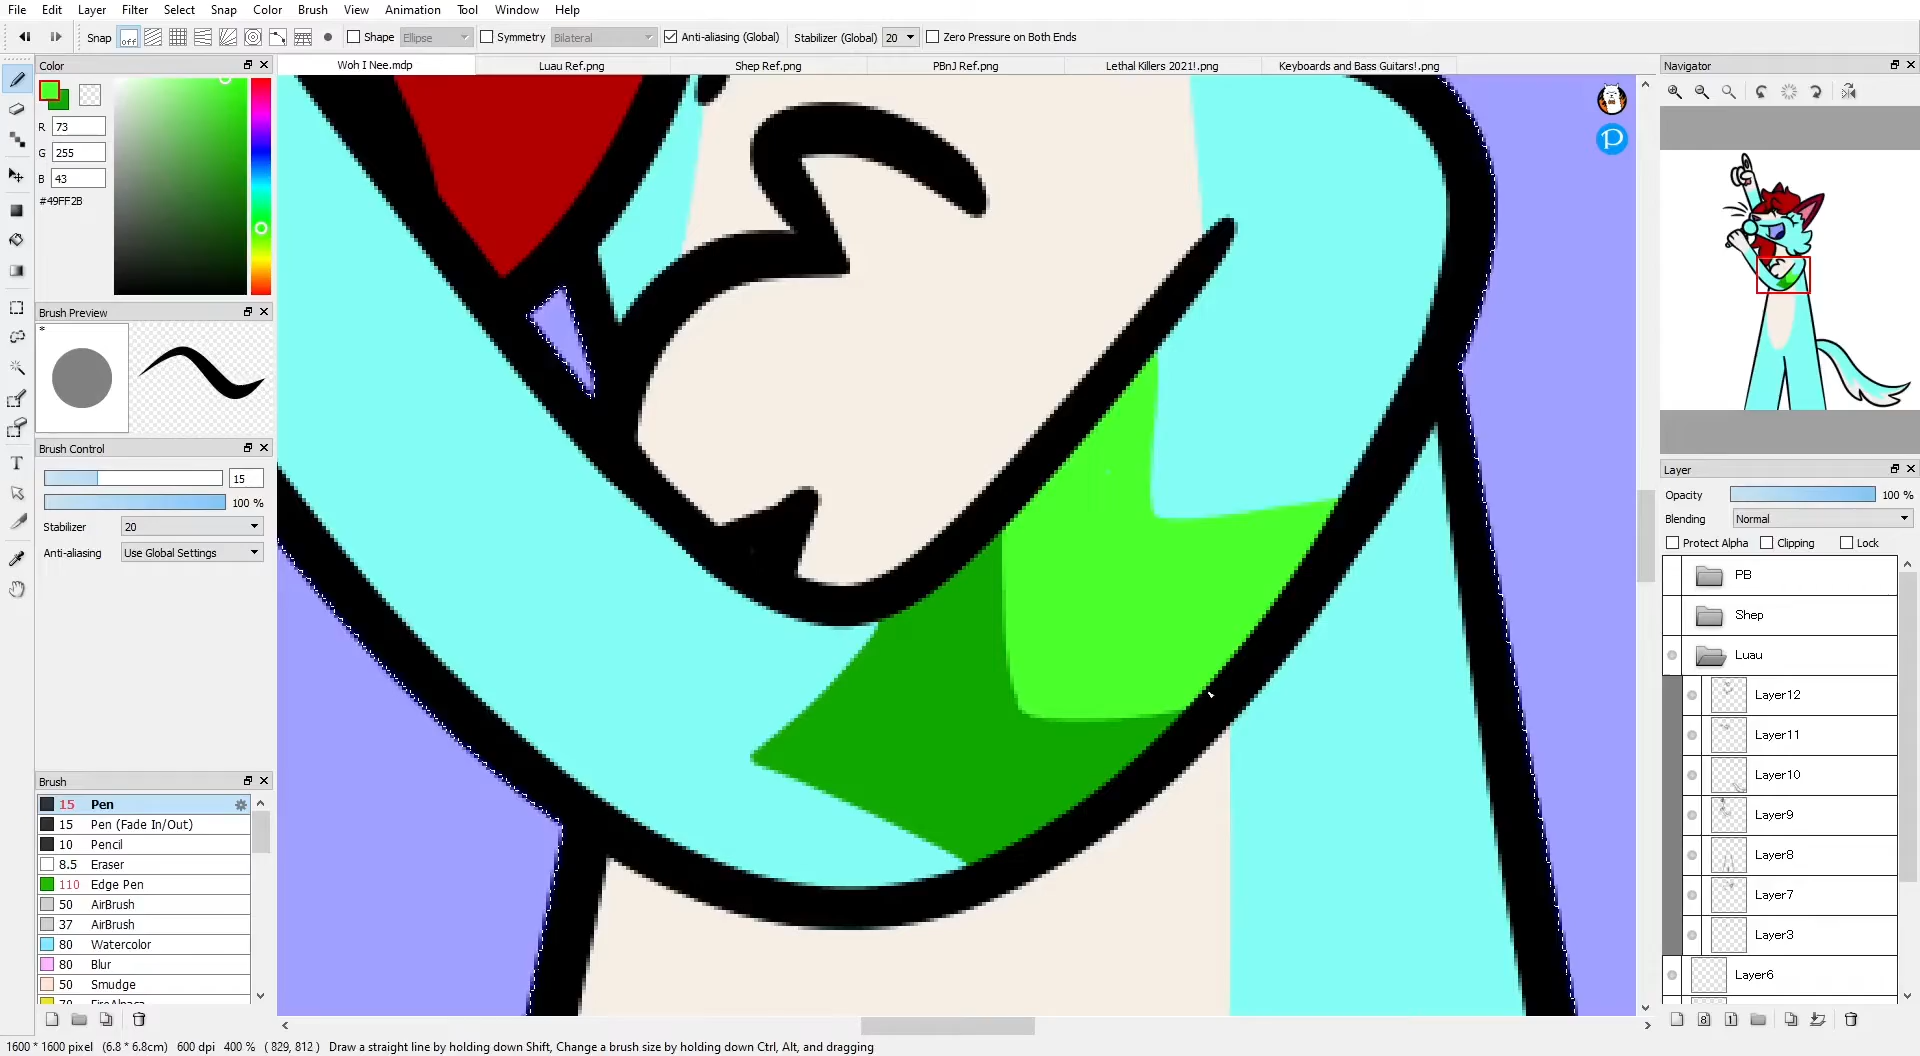 File Edit Layer Filter Select Snap Color Brush View Animation Tool Window Help
Snap off Shape Ellipse Symmetry Bilateral Anti-aliasing (Global) Stabilizer (Global) 20 Zero Pressure on Both Ends
Color
Woh I Nee.mdp Luau Ref.png Shep Ref.png PBnJ Ref.png Lethal Killers 2021!.png Keyboards and Bass Guitars!.png
Navigator
R 73
G 255
B 43
#49FF2B
Brush Preview
*
Brush Control
15
100 %
Stabilizer 20
Anti-aliasing Use Global Settings
Layer
Opacity 100 %
Blending Normal
Protect Alpha Clipping Lock
PB
Shep
Luau
Layer12
Layer11
Layer10
Layer9
Layer8
Layer7
Layer3
Layer6
Brush
15 Pen
15 Pen (Fade In/Out)
10 Pencil
8.5 Eraser
110 Edge Pen
50 AirBrush
37 AirBrush
80 Watercolor
80 Blur
50 Smudge
1600 * 1600 pixel (6.8 * 6.8cm) 600 dpi 400 % ( 829, 812 ) Draw a straight line by holding down Shift, Change a brush size by holding down Ctrl, Alt, and dragging